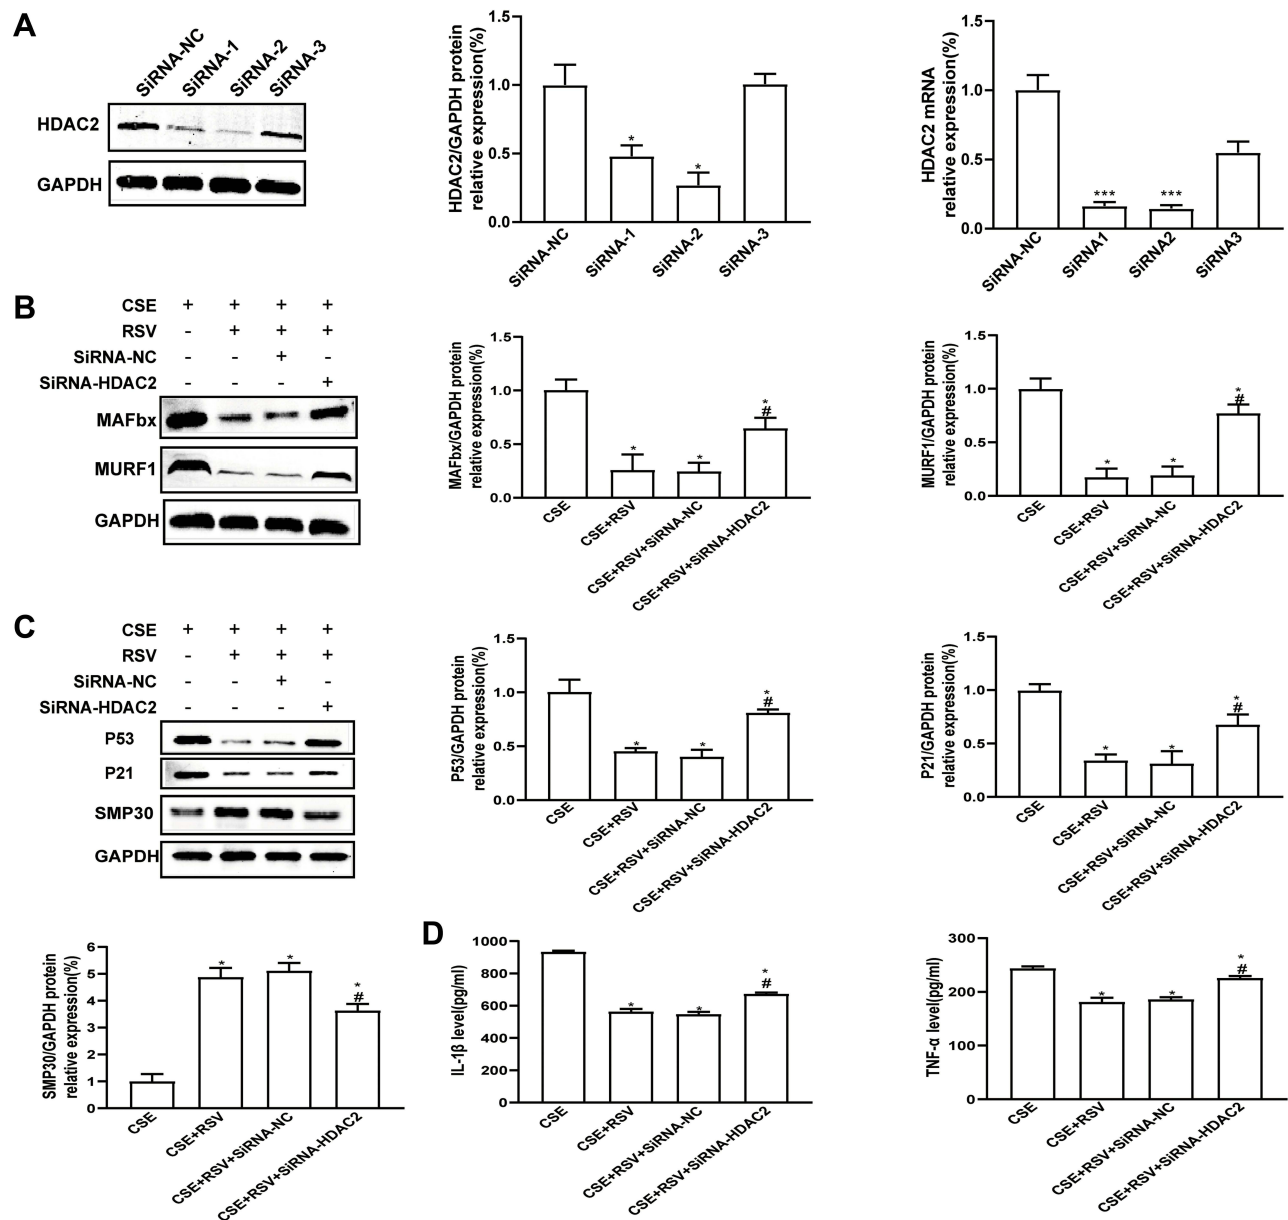 A
SiRNA-NC
SiRNA-1
SiRNA-2
SiRNA-3
HDAC2
GAPDH
HDAC2/GAPDH protein
relative expression(%)
1.5
1.0
0.5
0.0
*
*
SiRNA-NC
SiRNA-1
SiRNA-2
SiRNA-3
HDAC2 mRNA
relative expression(%)
1.5
1.0
0.5
0.0
***
***
SiRNA-NC
SiRNA1
SiRNA2
SiRNA3
B
CSE + + + +
RSV - + + +
SiRNA-NC - - + -
SiRNA-HDAC2 - - - +
MAFbx
MURF1
GAPDH
MAFbx/GAPDH protein
relative expression(%)
1.5
1.0
0.5
0.0
*
*
*
#
CSE
CSE+RSV
CSE+RSV+SiRNA-NC
CSE+RSV+SiRNA-HDAC2
MURF1/GAPDH protein
relative expression(%)
1.5
1.0
0.5
0.0
*
*
*
#
CSE
CSE+RSV
CSE+RSV+SiRNA-NC
CSE+RSV+SiRNA-HDAC2
C
CSE + + + +
RSV - + + +
SiRNA-NC - - + -
SiRNA-HDAC2 - - - +
P53
P21
SMP30
GAPDH
P53/GAPDH protein
relative expression(%)
1.5
1.0
0.5
0.0
*
*
*
#
CSE
CSE+RSV
CSE+RSV+SiRNA-NC
CSE+RSV+SiRNA-HDAC2
P21/GAPDH protein
relative expression(%)
1.5
1.0
0.5
0.0
*
*
*
#
CSE
CSE+RSV
CSE+RSV+SiRNA-NC
CSE+RSV+SiRNA-HDAC2
SMP30/GAPDH protein
relative expression(%)
6
5
4
3
2
1
0
*
*
*
#
CSE
CSE+RSV
CSE+RSV+SiRNA-NC
CSE+RSV+SiRNA-HDAC2
D
IL-1β level(pg/ml)
1000
800
600
400
200
0
*
*
*
#
CSE
CSE+RSV
CSE+RSV+SiRNA-NC
CSE+RSV+SiRNA-HDAC2
TNF-α level(pg/ml)
300
200
100
0
*
*
*
#
CSE
CSE+RSV
CSE+RSV+SiRNA-NC
CSE+RSV+SiRNA-HDAC2